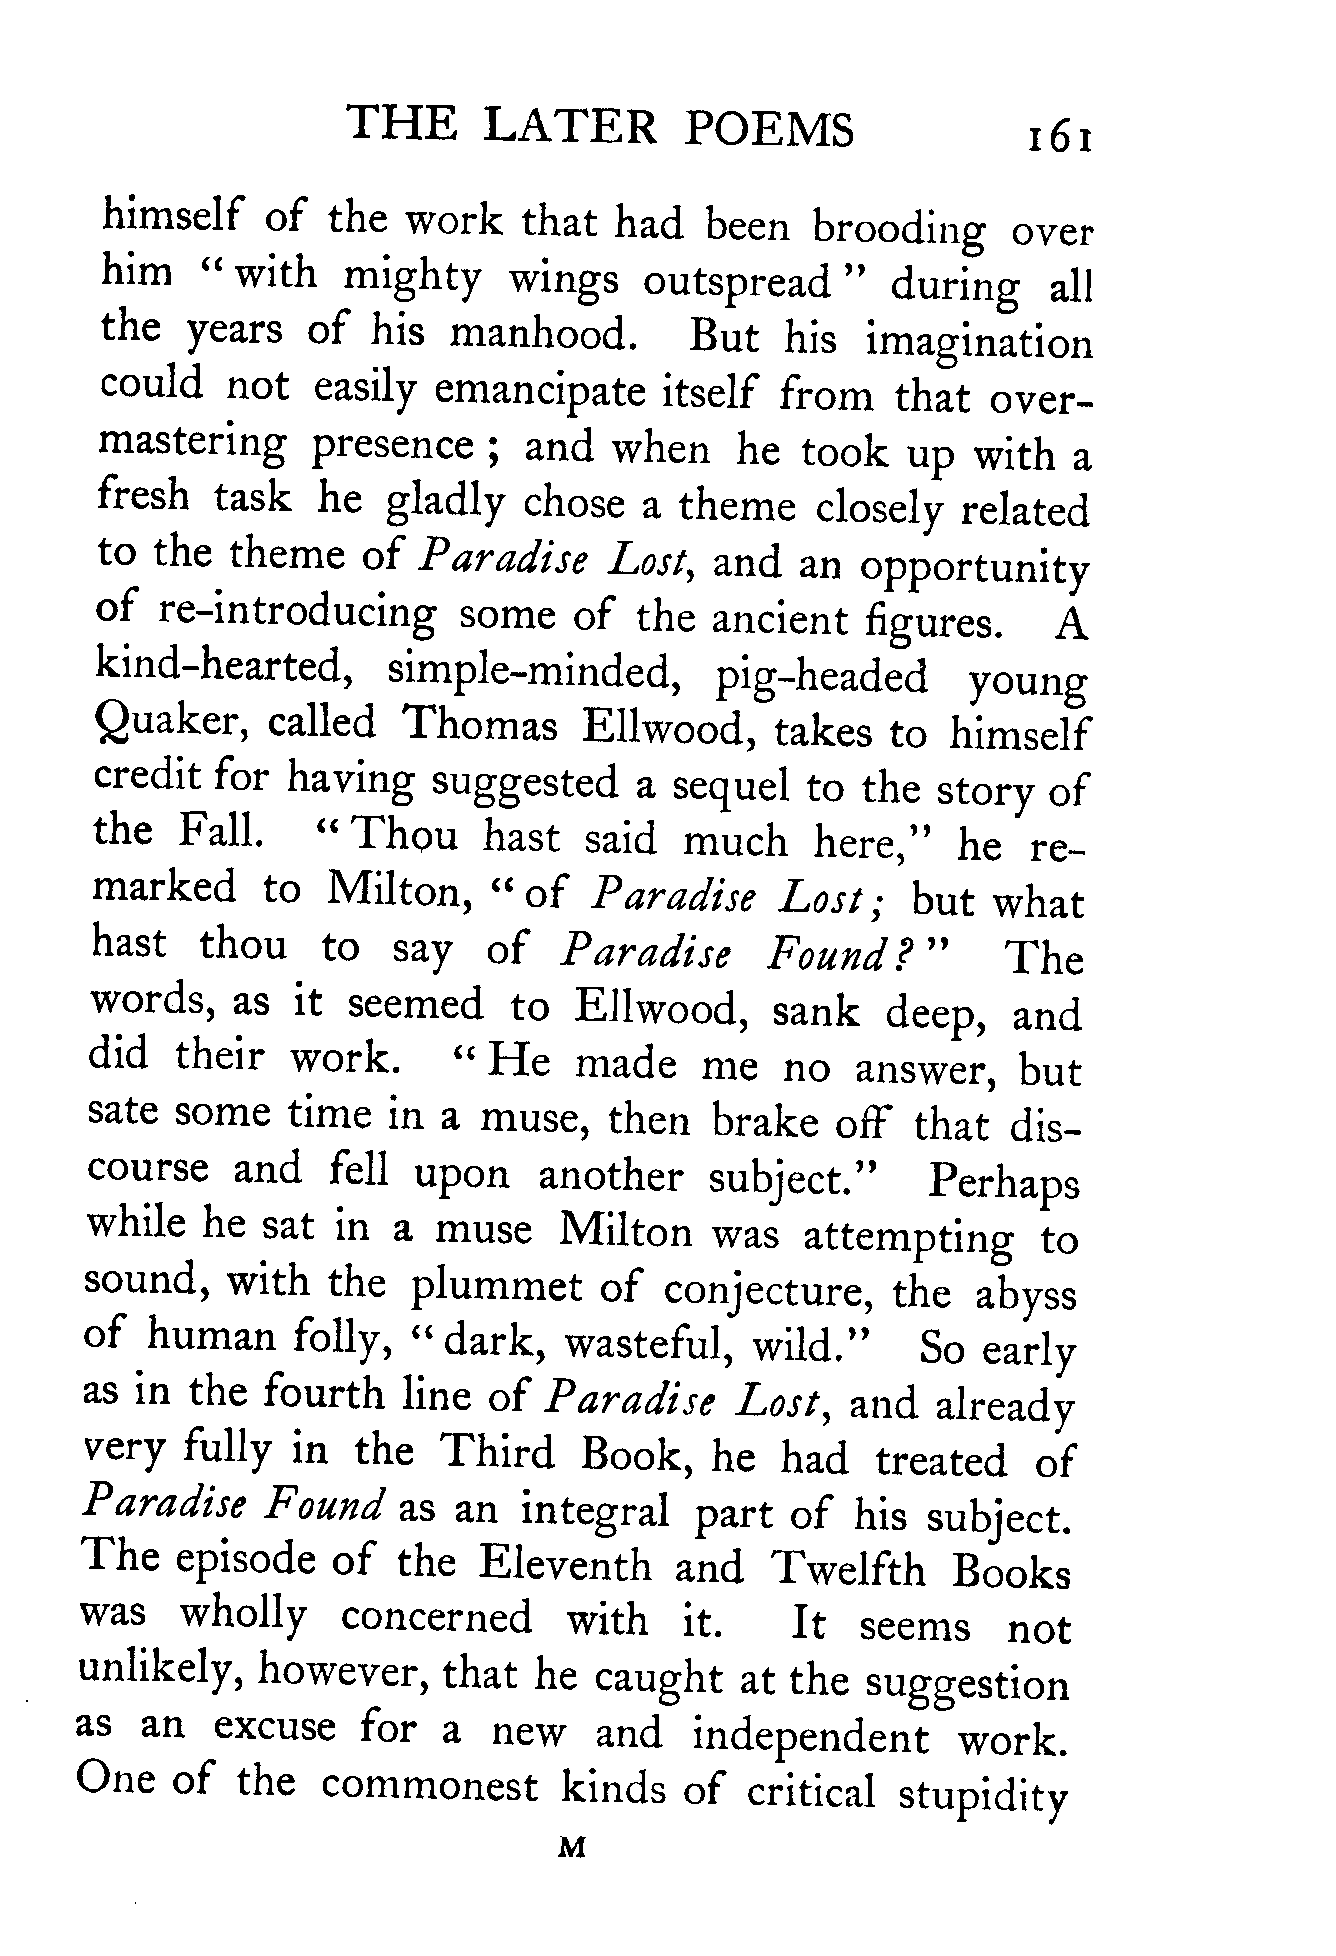 THE LATER POEMS 161
himself of the work that had been brooding over
him “ with mighty wings outspread ” during all
the years of his manhood. But his imagination
could not easily emancipate itself from that over-
mastering presence ; and when he took up with a
fresh task he gladly chose a theme closely related
to the theme of Paradise Lost, and an opportunity
of re-introducing some of the ancient figures. A
kind-hearted, simple-minded, pig-headed young
Quaker, called Thomas Ellwood, takes to himself
credit for having suggested a sequel to the story of
the Fall. “ Thou hast said much here,” he re-
marked to Milton, “ of Paradise Lost ; but what
hast thou to say of Paradise Found ? ” The
words, as it seemed to Ellwood, sank deep, and
did their work. “ He made me no answer, but
sate some time in a muse, then brake off that dis-
course and fell upon another subject.” Perhaps
while he sat in a muse Milton was attempting to
sound, with the plummet of conjecture, the abyss
of human folly, “ dark, wasteful, wild.” So early
as in the fourth line of Paradise Lost, and already
very fully in the Third Book, he had treated of
Paradise Found as an integral part of his subject.
The episode of the Eleventh and Twelfth Books
was wholly concerned with it. It seems not
unlikely, however, that he caught at the suggestion
as an excuse for a new and independent work.
One of the commonest kinds of critical stupidity
M